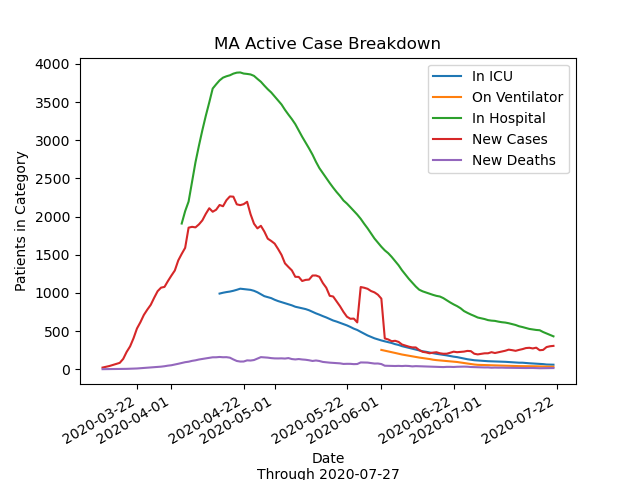 MA Active Case Breakdown
Patients in Category
4000
3500
3000
2500
2000
1500
1000
500
0
In ICU
On Ventilator
In Hospital
New Cases
New Deaths
2020-03-22
2020-04-01
2020-04-22
2020-05-01
2020-05-22
2020-06-01
2020-06-22
2020-07-01
2020-07-22
Date
Through 2020-07-27